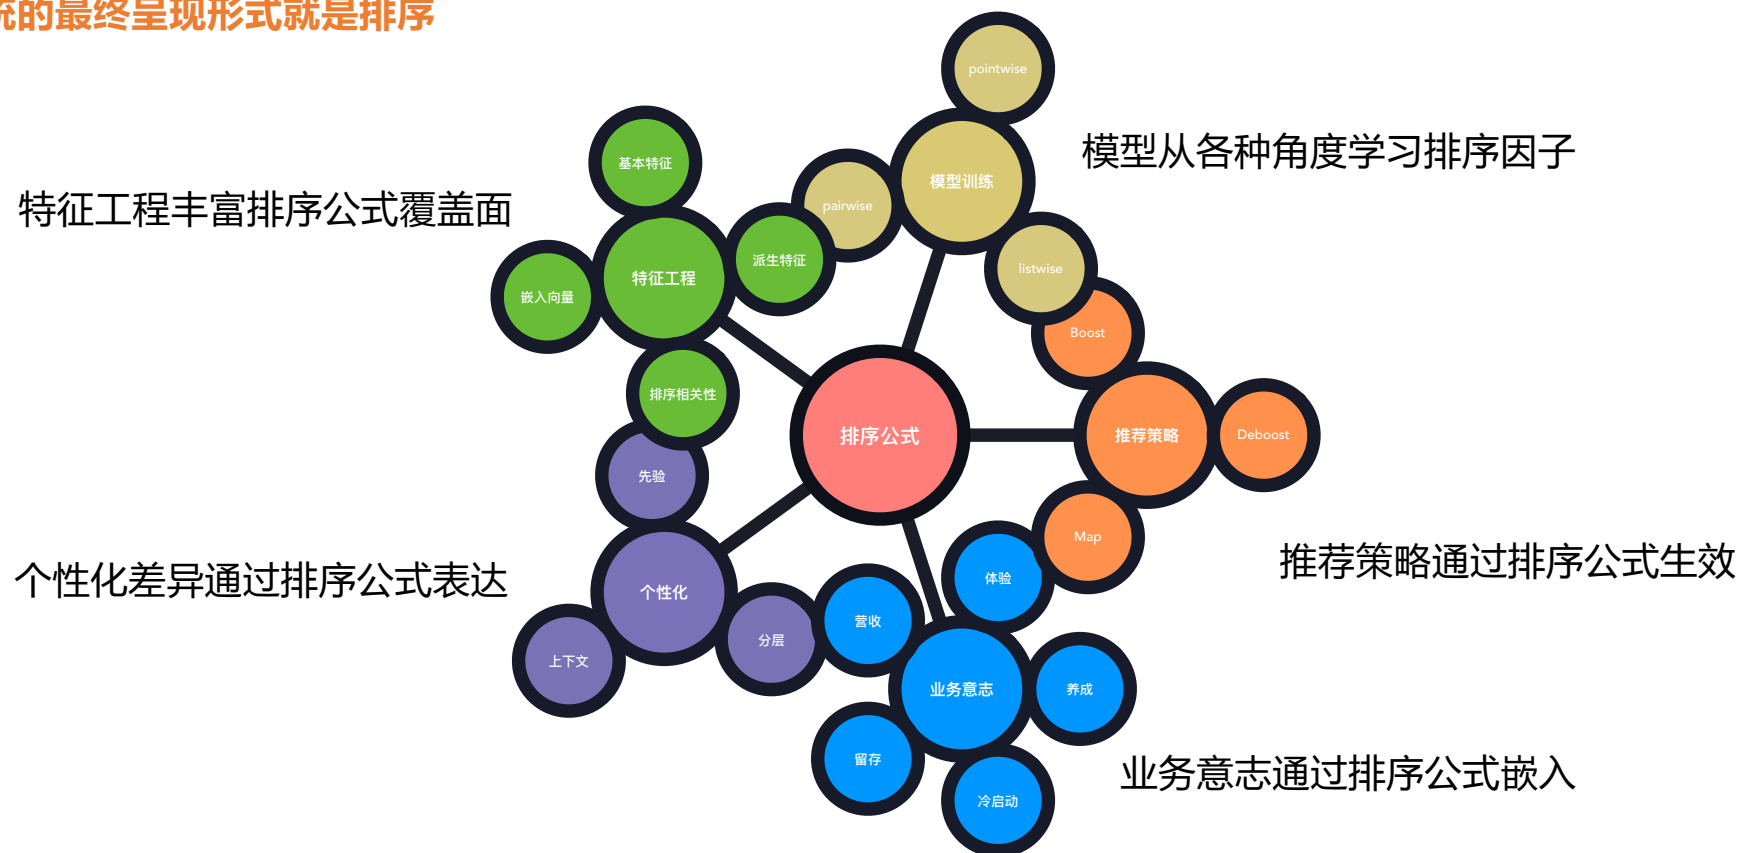 统的最终呈现形式就是排序
pointwise
模型从各种角度学习排序因子
基本特征
模型训练
特征工程丰富排序公式覆盖面
pairwise
派生特征
listwise
特征工程
嵌入向量
Boost
排序相关性
排序公式
推荐策略
Deboost
先验
Map
推荐策略通过排序公式生效
个性化差异通过排序公式表达
体验
个性化
营收
分层
上下文
业务意志
养成
留存
业务意志通过排序公式嵌入
冷启动